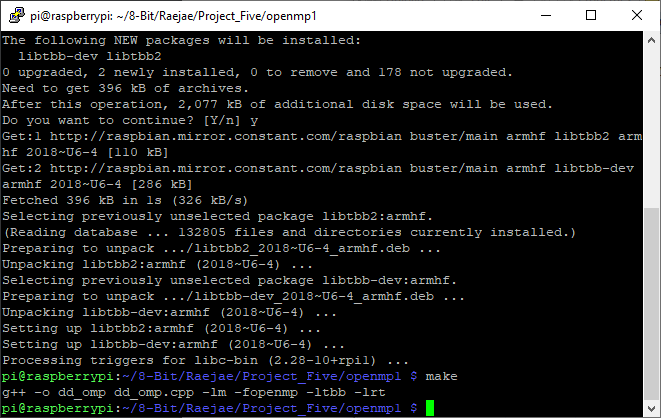 pi@raspberrypi: ~/8-Bit/Raejae/Project_Five/openmp1
The following NEW packages will be installed:
  libtbb-dev libtbb2
0 upgraded, 2 newly installed, 0 to remove and 178 not upgraded.
Need to get 396 kB of archives.
After this operation, 2,077 kB of additional disk space will be used.
Do you want to continue? [Y/n] y
Get:1 http://raspbian.mirror.constant.com/raspbian buster/main armhf libtbb2 arm
hf 2018~U6-4 [110 kB]
Get:2 http://raspbian.mirror.constant.com/raspbian buster/main armhf libtbb-dev
armhf 2018~U6-4 [286 kB]
Fetched 396 kB in 1s (326 kB/s)
Selecting previously unselected package libtbb2:armhf.
(Reading database ... 132805 files and directories currently installed.)
Preparing to unpack .../libtbb2_2018~U6-4_armhf.deb ...
Unpacking libtbb2:armhf (2018~U6-4) ...
Selecting previously unselected package libtbb-dev:armhf.
Preparing to unpack .../libtbb-dev_2018~U6-4_armhf.deb ...
Unpacking libtbb-dev:armhf (2018~U6-4) ...
Setting up libtbb2:armhf (2018~U6-4) ...
Setting up libtbb-dev:armhf (2018~U6-4) ...
Processing triggers for libc-bin (2.28-10+rpi1) ...
pi@raspberrypi:~/8-Bit/Raejae/Project_Five/openmp1 $ make
g++ -o dd_omp dd_omp.cpp -lm -fopenmp -ltbb -lrt
pi@raspberrypi:~/8-Bit/Raejae/Project_Five/openmp1 $